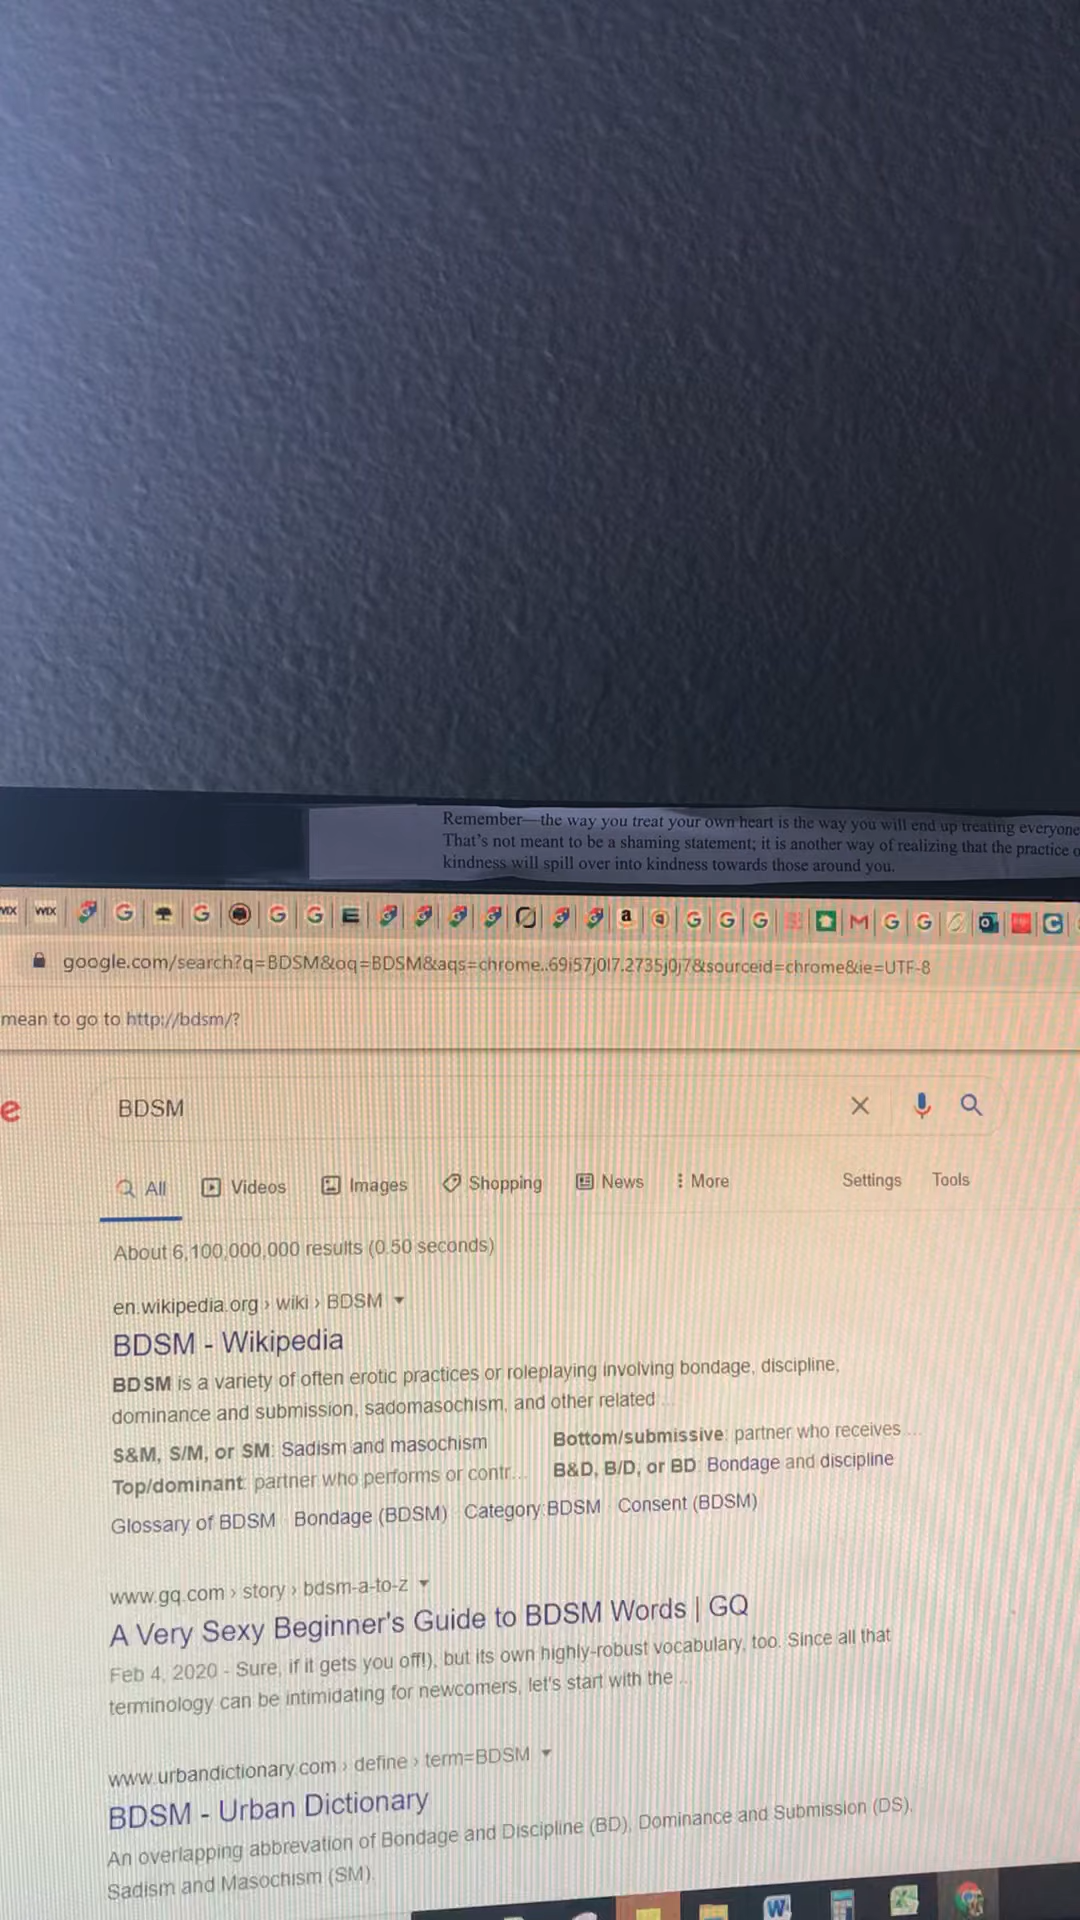 Remember—the way you treat your own heart is the way you will end up treating everyone
That's not meant to be a shaming statement; it is another way of realizing that the practice o
kindness will spill over into kindness towards those around you.
google.com/search?q=BDSM&oq=BDSM&aqs=chrome..69i57j0l7.2735j0j7&sourceid=chrome&ie=UTF-8
mean to go to http://bdsm/?
e BDSM
All Videos Images Shopping News More Settings Tools
About 6,100,000,000 results (0.50 seconds)
en.wikipedia.org › wiki › BDSM
BDSM - Wikipedia
BDSM is a variety of often erotic practices or roleplaying involving bondage, discipline,
dominance and submission, sadomasochism, and other related ...
S&M, S/M, or SM: Sadism and masochism Bottom/submissive: partner who receives ...
Top/dominant: partner who performs or contr... B&D, B/D, or BD: Bondage and discipline
Glossary of BDSM · Bondage (BDSM) · Category:BDSM · Consent (BDSM)
www.gq.com › story › bdsm-a-to-z
A Very Sexy Beginner's Guide to BDSM Words | GQ
Feb 4, 2020 - Sure, if it gets you off!), but its own highly-robust vocabulary, too. Since all that
terminology can be intimidating for newcomers, let's start with the ...
www.urbandictionary.com › define › term=BDSM
BDSM - Urban Dictionary
An overlapping abbrevation of Bondage and Discipline (BD), Dominance and Submission (DS),
Sadism and Masochism (SM).